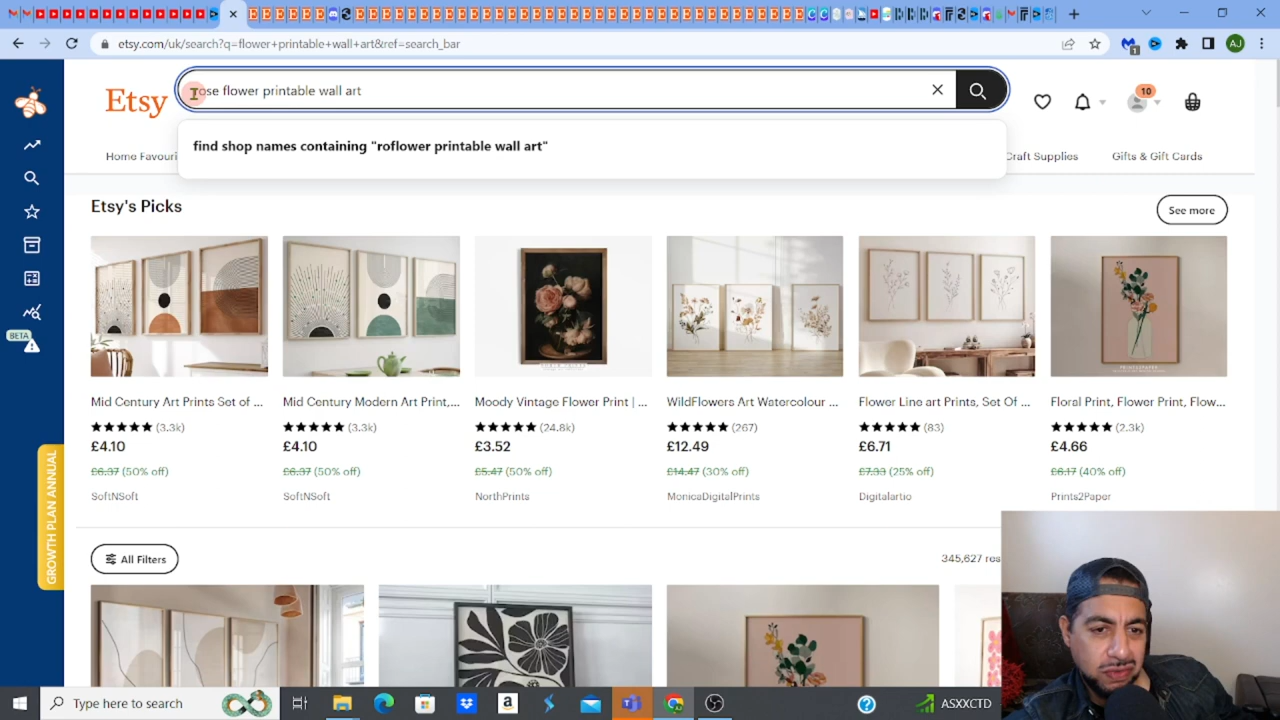 etsy.com/uk/search?q=flower+printable+wall+art&ref=search_bar
1
AJ
Etsy
rose flower printable wall art
10
find shop names containing "roflower printable wall art"
Home Favouri
Craft Supplies
Gifts & Gift Cards
Etsy's Picks
See more
BETA
GROWTH PLAN ANNUAL
Mid Century Art Prints Set of ...
Mid Century Modern Art Print,...
Moody Vintage Flower Print | ...
WildFlowers Art Watercolour ...
Flower Line art Prints, Set Of ...
Floral Print, Flower Print, Flow...
★★★★★ (3.3k)
★★★★★ (3.3k)
★★★★★ (24.8k)
★★★★★ (267)
★★★★★ (83)
★★★★★ (2.3k)
£4.10
£4.10
£3.52
£12.49
£6.71
£4.66
£6.37 (50% off)
£6.37 (50% off)
£5.47 (50% off)
£14.47 (30% off)
£7.33 (25% off)
£6.17 (40% off)
SoftNSoft
SoftNSoft
NorthPrints
MonicaDigitalPrints
Digitalartio
Prints2Paper
All Filters
345,627 res
Type here to search
ASXXCTD